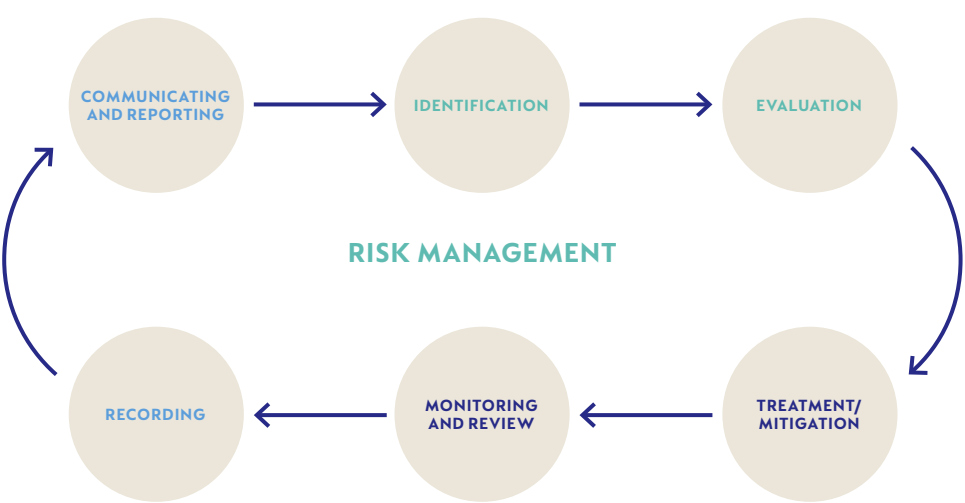 COMMUNICATING
AND REPORTING
IDENTIFICATION
EVALUATION
RISK MANAGEMENT
RECORDING
MONITORING
AND REVIEW
TREATMENT/
MITIGATION